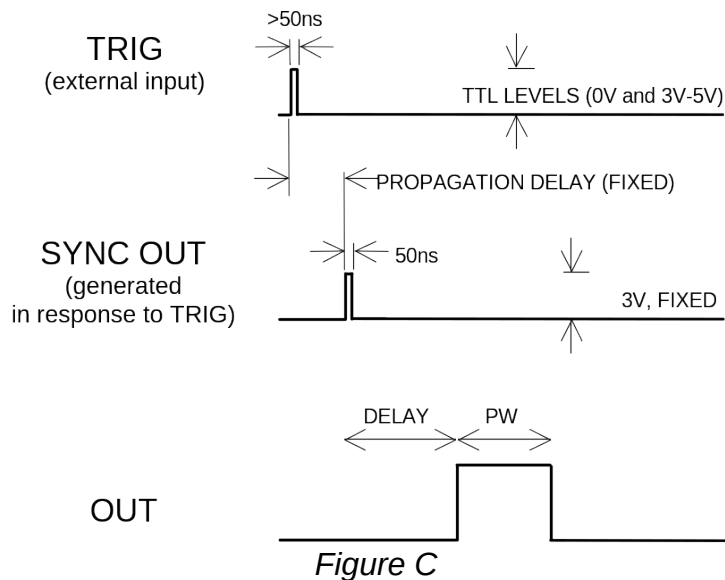 >50ns
TRIG
(external input)
TTL LEVELS (0V and 3V-5V)
PROPAGATION DELAY (FIXED)
SYNC OUT
(generated
in response to TRIG)
50ns
3V, FIXED
DELAY
PW
OUT
Figure C